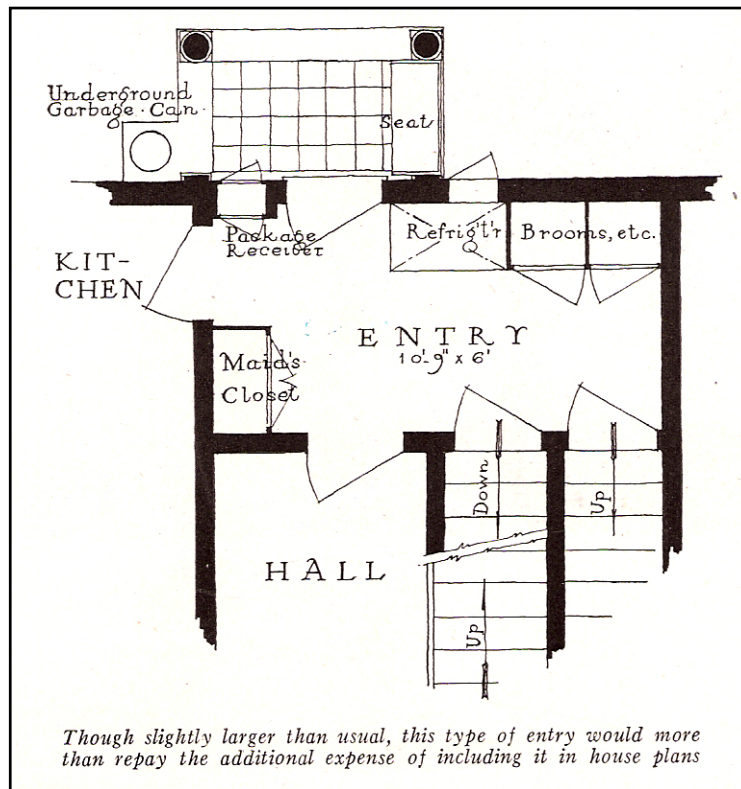 Underground
Garbage·Can·
Seat
Package
Receiver
Refrig't'r
Brooms, etc.
KIT-
CHEN
ENTRY
10'-9" x 6'
Maid's
Closet
Down
Up
HALL
Up
Though slightly larger than usual, this type of entry would more
than repay the additional expense of including it in house plans